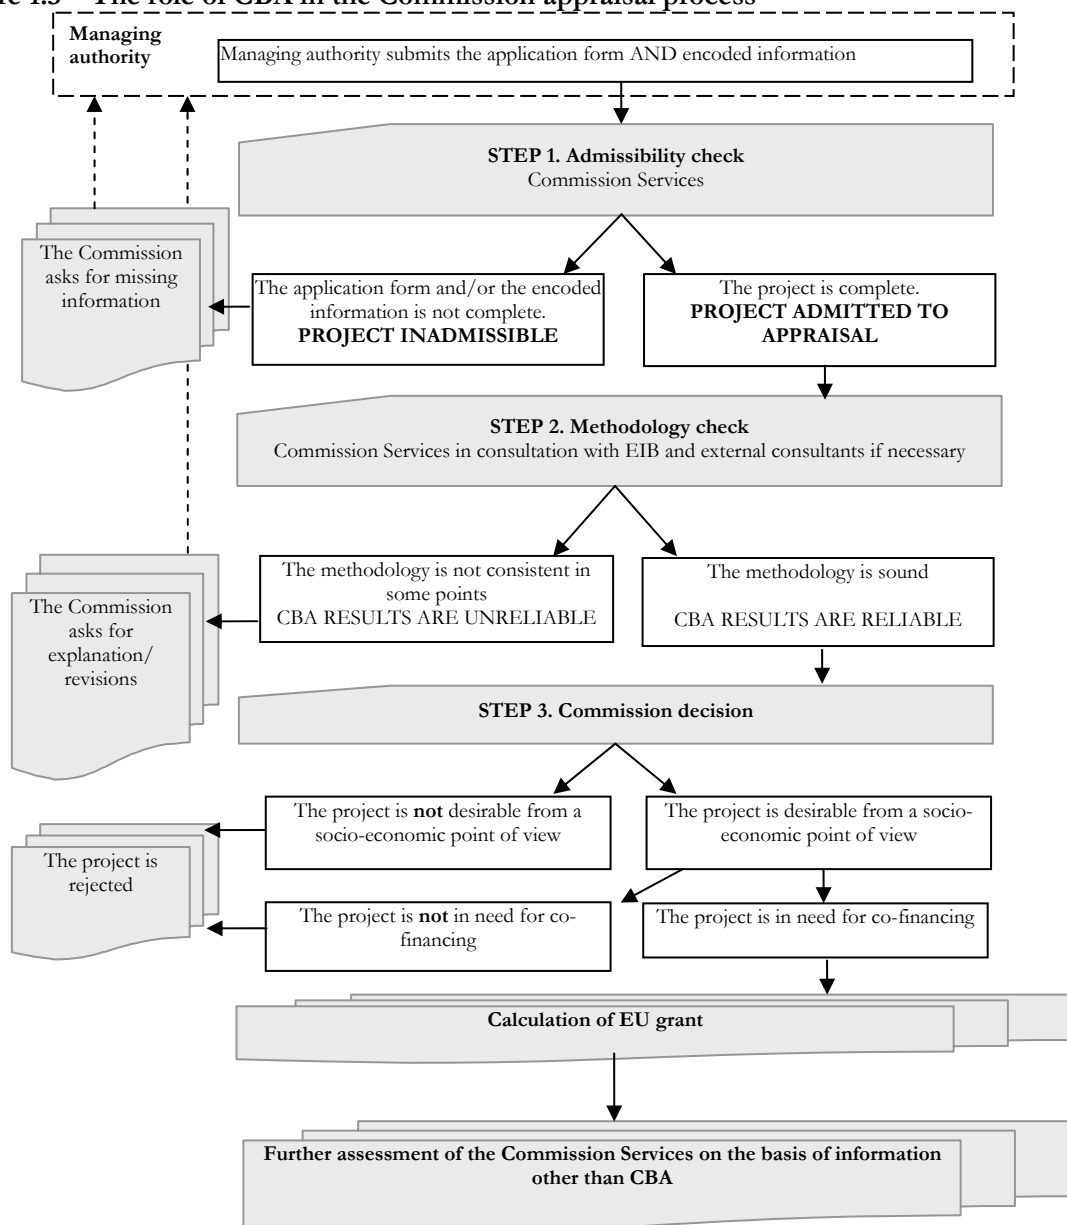 The role of CBA in the Commission appraisal process
Managing
authority
Managing authority submits the application form AND encoded information
STEP 1. Admissibility check
Commission Services
The Commission
asks for missing
information
The application form and/or the encoded
information is not complete.
PROJECT INADMISSIBLE
The project is complete.
PROJECT ADMITTED TO
APPRAISAL
STEP 2. Methodology check
Commission Services in consultation with EIB and external consultants if necessary
The Commission
asks for
explanation/
revisions
The methodology is not consistent in
some points
CBA RESULTS ARE UNRELIABLE
The methodology is sound
CBA RESULTS ARE RELIABLE
STEP 3. Commission decision
The project is not desirable from a
socio-economic point of view
The project is desirable from a socio-
economic point of view
The project is
rejected
The project is not in need for co-
financing
The project is in need for co-financing
Calculation of EU grant
Further assessment of the Commission Services on the basis of information
other than CBA